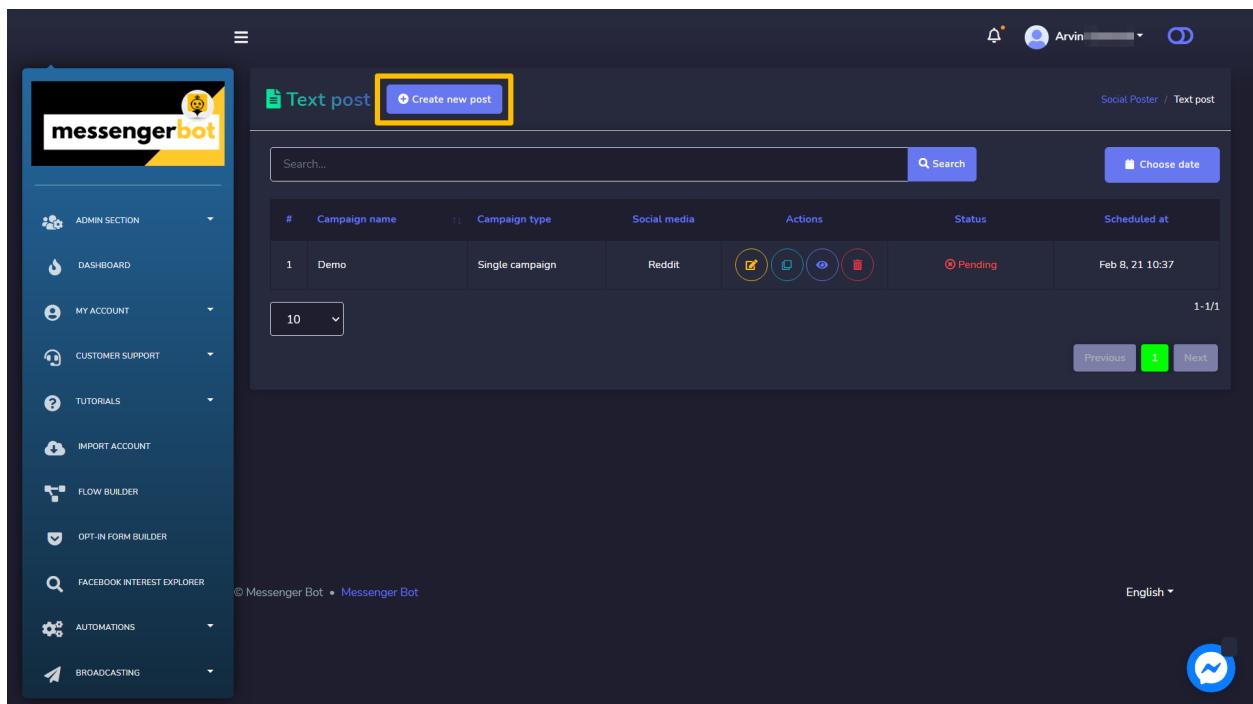 Arvin
messengerbot
Text post
Create new post
Social Poster / Text post
Search...
Search
Choose date
# Campaign name Campaign type Social media Actions Status Scheduled at
1 Demo Single campaign Reddit Pending Feb 8, 21 10:37
10
1-1/1
Previous 1 Next
ADMIN SECTION
DASHBOARD
MY ACCOUNT
CUSTOMER SUPPORT
TUTORIALS
IMPORT ACCOUNT
FLOW BUILDER
OPT-IN FORM BUILDER
FACEBOOK INTEREST EXPLORER
AUTOMATIONS
BROADCASTING
© Messenger Bot • Messenger Bot
English